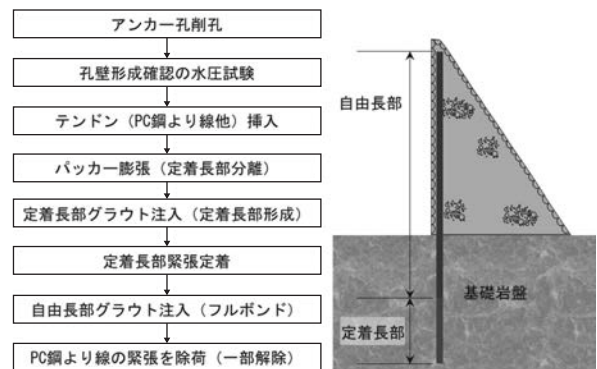 アンカー孔削孔
孔壁形成確認の水圧試験
テンドン（PC鋼より線他）挿入
パッカー膨張（定着長部分離）
定着長部グラウト注入（定着長部形成）
定着長部緊張定着
自由長部グラウト注入（フルボンド）
PC鋼より線の緊張を除荷（一部解除）
自由長部
基礎岩盤
定着長部